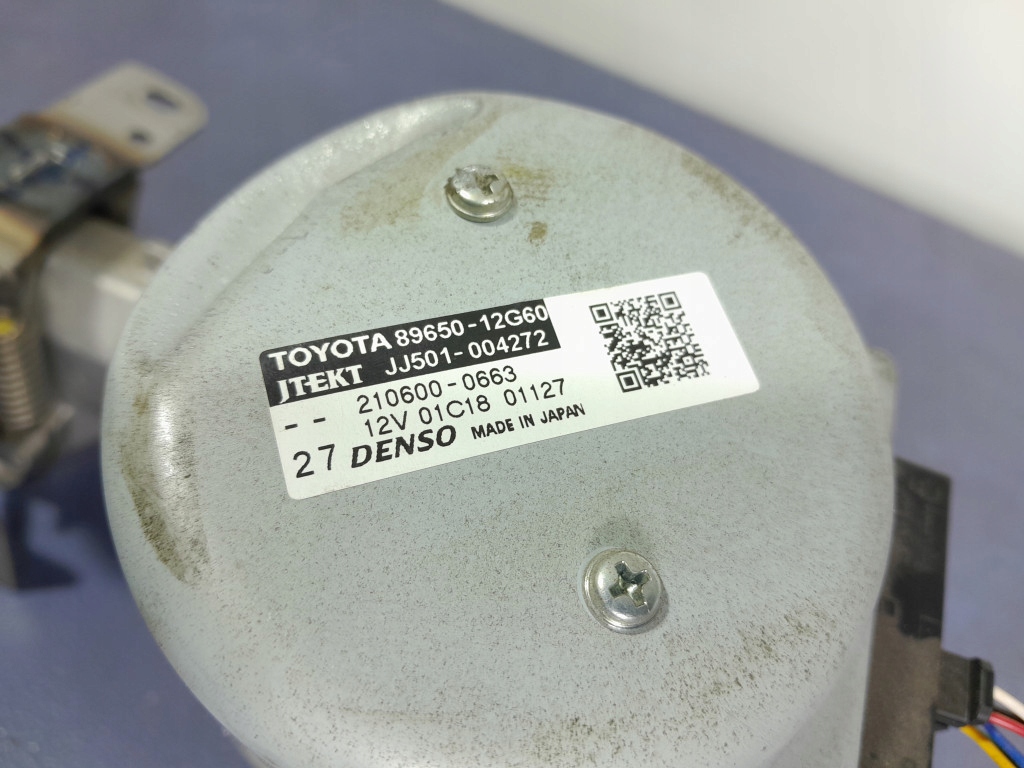 TOYOTA 89650-12G60
JTEKT JJ501-004272
-- 210600-0663
12V 01C18 01127
27 DENSO MADE IN JAPAN